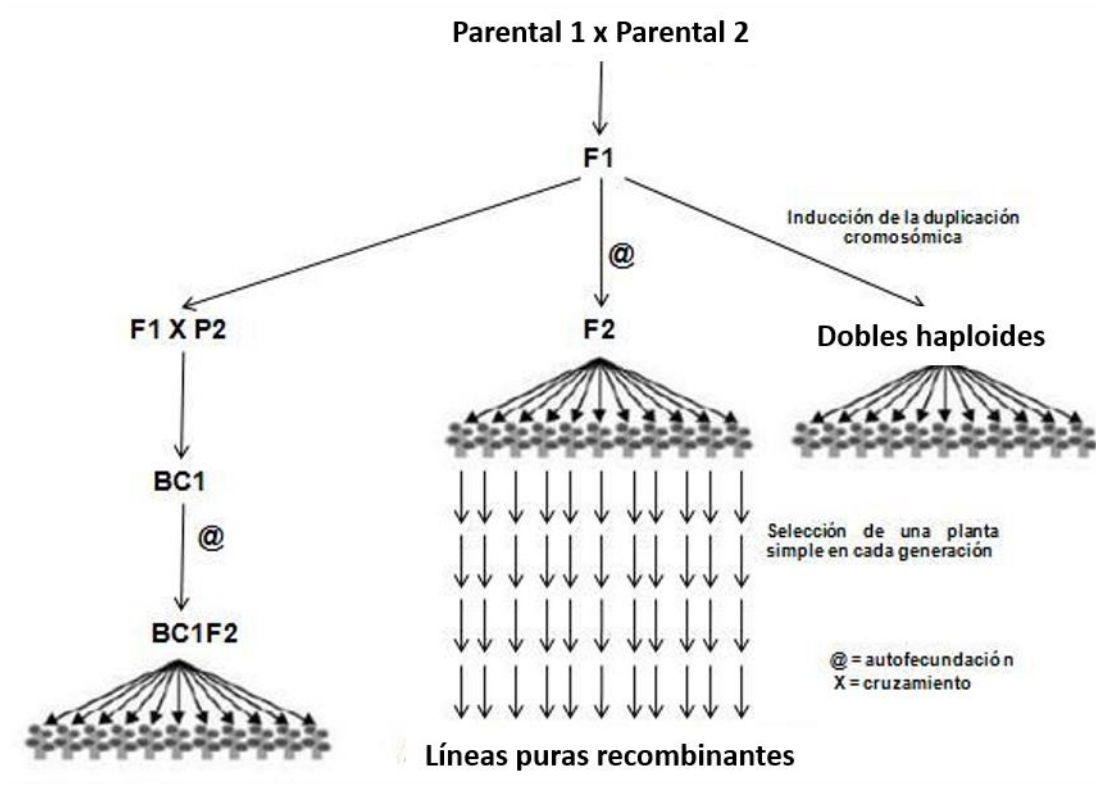 Parental 1 x Parental 2
F1
Inducción de la duplicación
cromosómica
@
F1 X P2
F2
Dobles haploides
BC1
@
Selección de una planta
simple en cada generación
BC1F2
@ = autofecundación
X = cruzamiento
Líneas puras recombinantes